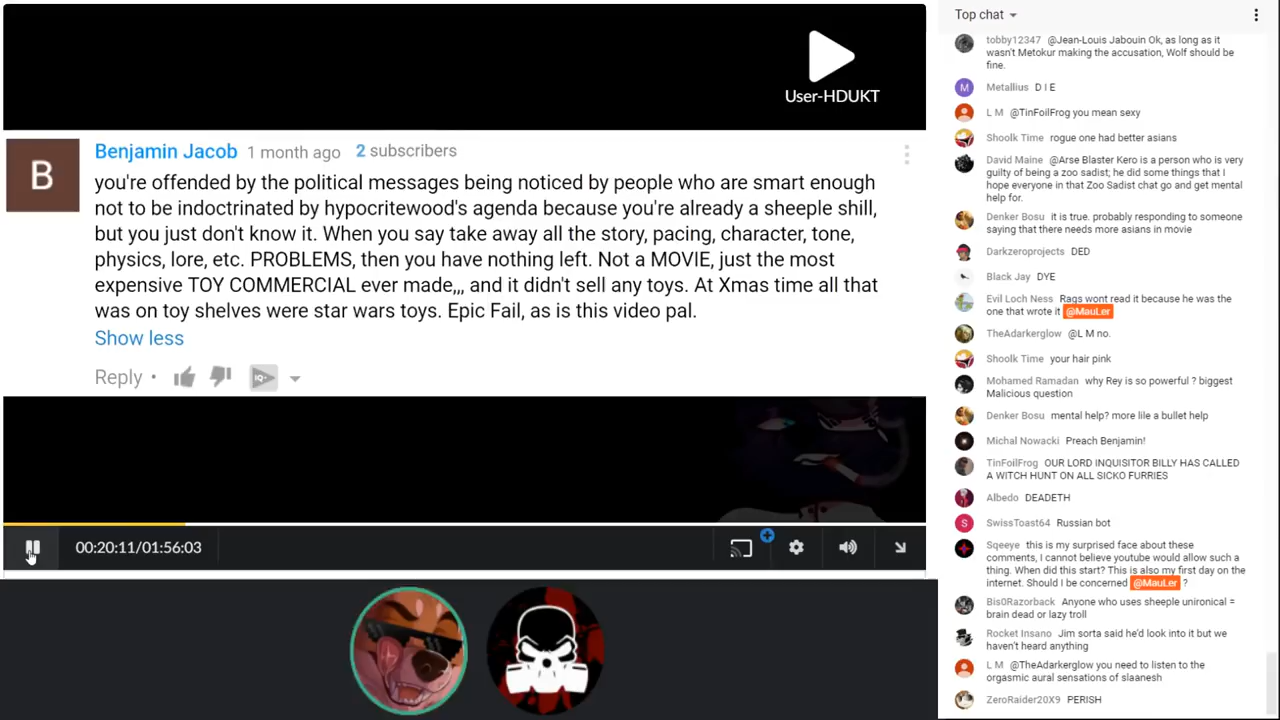 User-HDUKT
B
Benjamin Jacob 1 month ago 2 subscribers
you're offended by the political messages being noticed by people who are smart enough
not to be indoctrinated by hypocritewood's agenda because you're already a sheeple shill,
but you just don't know it. When you say take away all the story, pacing, character, tone,
physics, lore, etc. PROBLEMS, then you have nothing left. Not a MOVIE, just the most
expensive TOY COMMERCIAL ever made,,, and it didn't sell any toys. At Xmas time all that
was on toy shelves were star wars toys. Epic Fail, as is this video pal.
Show less
Reply •
00:20:11/01:56:03
Top chat
tobby12347 @Jean-Louis Jabouin Ok, as long as it
wasn't Metokur making the accusation, Wolf should be
fine.
M
Metallius D I E
L M @TinFoilFrog you mean sexy
Shoolk Time rogue one had better asians
David Maine @Arse Blaster Kero is a person who is very
guilty of being a zoo sadist; he did some things that I
hope everyone in that Zoo Sadist chat go and get mental
help for.
Denker Bosu it is true. probably responding to someone
saying that there needs more asians in movie
Darkzeroprojects DED
Black Jay DYE
Evil Loch Ness Rags wont read it because he was the
one that wrote it @MauLer
TheAdarkerglow @L M no.
Shoolk Time your hair pink
Mohamed Ramadan why Rey is so powerful ? biggest
Malicious question
Denker Bosu mental help? more lile a bullet help
Michal Nowacki Preach Benjamin!
TinFoilFrog OUR LORD INQUISITOR BILLY HAS CALLED
A WITCH HUNT ON ALL SICKO FURRIES
Albedo DEADETH
S
SwissToast64 Russian bot
Sqeeye this is my surprised face about these
comments, I cannot believe youtube would allow such a
thing. When did this start? This is also my first day on the
internet. Should I be concerned @MauLer ?
Bis0Razorback Anyone who uses sheeple unironical =
brain dead or lazy troll
Rocket Insano Jim sorta said he'd look into it but we
haven't heard anything
L M @TheAdarkerglow you need to listen to the
orgasmic aural sensations of slaanesh
ZeroRaider20X9 PERISH